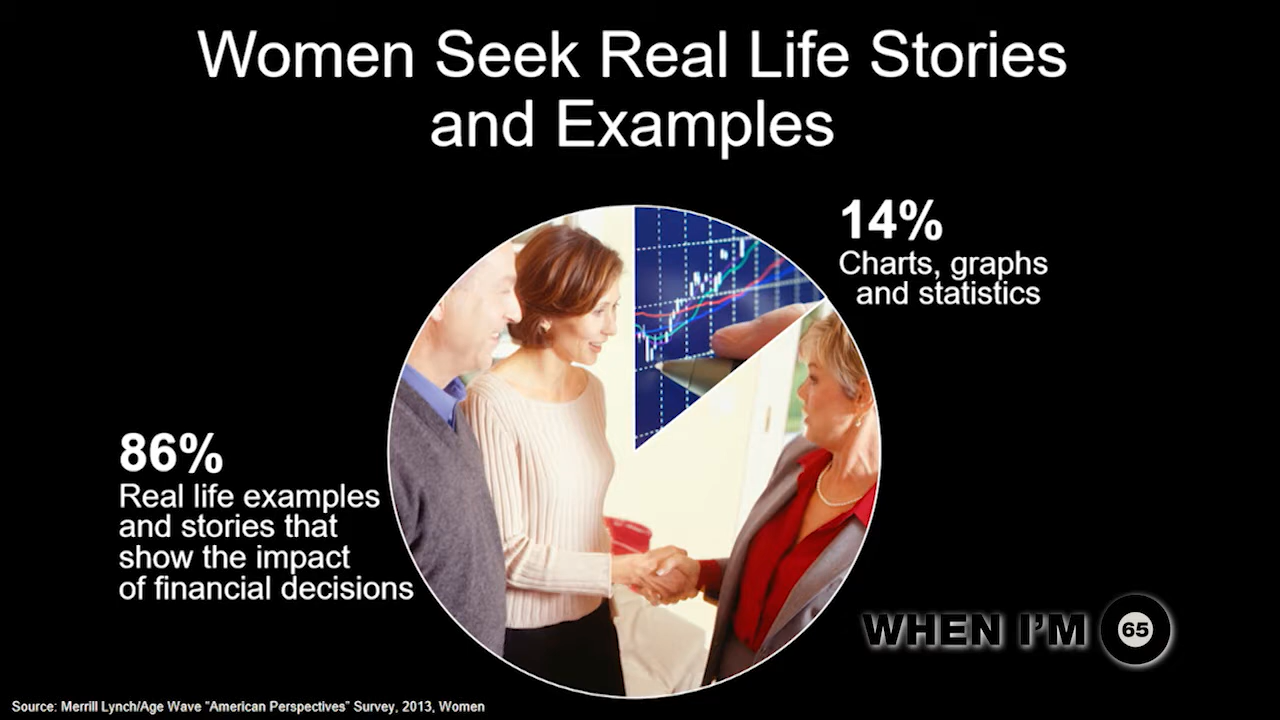 Women Seek Real Life Stories
and Examples
14%
Charts, graphs
and statistics
86%
Real life examples
and stories that
show the impact
of financial decisions
WHEN I'M 65
Source: Merrill Lynch/Age Wave "American Perspectives" Survey, 2013, Women